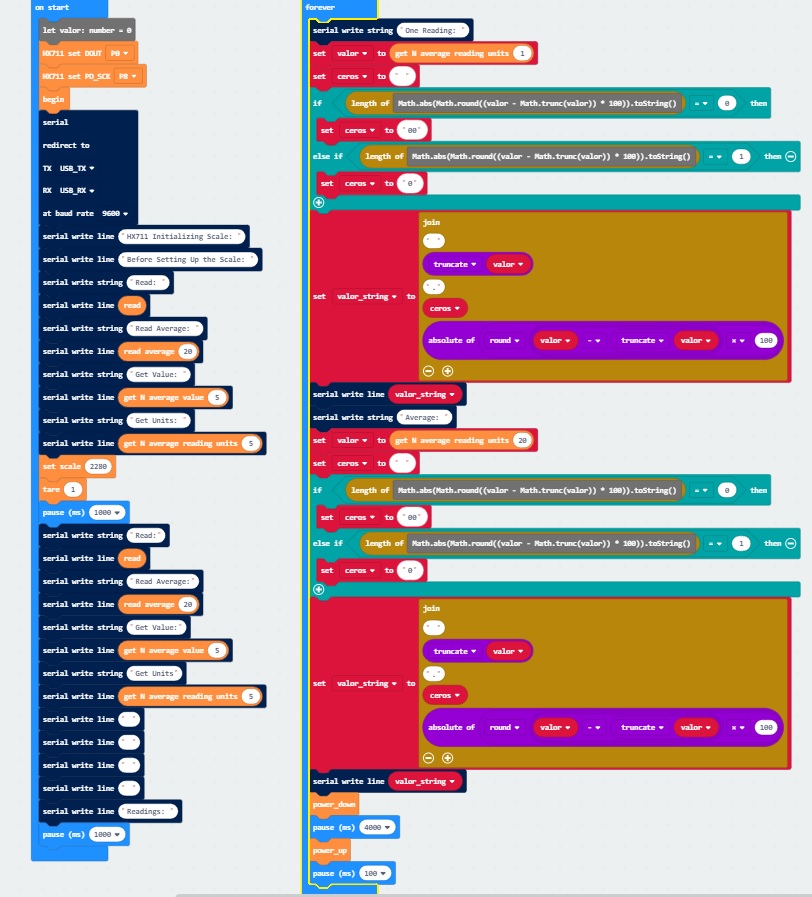 on start
let valor: number = 0
HX711 set DOUT P0
HX711 set PD_SCK P8
begin
serial
redirect to
TX USB_TX
RX USB_RX
at baud rate 9600
serial write line "HX711 Initializing Scale: "
serial write line "Before Setting Up the Scale: "
serial write string "Read: "
serial write line read
serial write string "Read Average: "
serial write line read average 20
serial write string "Get Value: "
serial write line get N average value 5
serial write string "Get Units: "
serial write line get N average reading units 5
set scale 2280
tare 1
pause (ms) 1000
serial write string "Read:"
serial write line read
serial write string "Read Average:"
serial write line read average 20
serial write string "Get Value:"
serial write line get N average value 5
serial write string "Get Units"
serial write line get N average reading units 5
serial write line " "
serial write line " "
serial write line " "
serial write line " "
serial write line "Readings: "
pause (ms) 1000
forever
serial write string "One Reading: "
set valor to get N average reading units 1
set ceros to " "
if length of Math.abs(Math.round((valor - Math.trunc(valor)) * 100)).toString() = 0 then
set ceros to "00"
else if length of Math.abs(Math.round((valor - Math.trunc(valor)) * 100)).toString() = 1 then
set ceros to "0"
join
" "
truncate valor
"."
set valor_string to
ceros
absolute of round valor - truncate valor × 100
serial write line valor_string
serial write string "Average: "
set valor to get N average reading units 20
set ceros to " "
if length of Math.abs(Math.round((valor - Math.trunc(valor)) * 100)).toString() = 0 then
set ceros to "00"
else if length of Math.abs(Math.round((valor - Math.trunc(valor)) * 100)).toString() = 1 then
set ceros to "0"
join
" "
truncate valor
"."
set valor_string to
ceros
absolute of round valor - truncate valor × 100
serial write line valor_string
power_down
pause (ms) 4000
power_up
pause (ms) 100